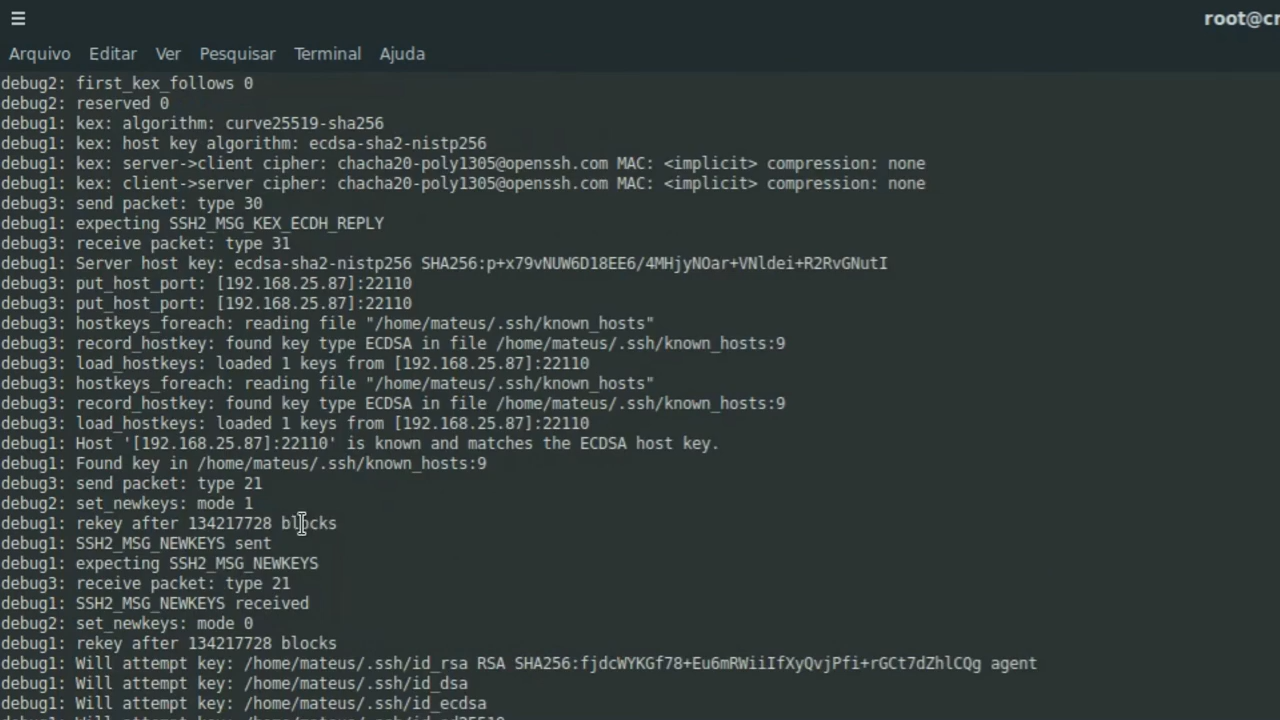 ☰
root@cr
Arquivo Editar Ver Pesquisar Terminal Ajuda
debug2: first_kex_follows 0
debug2: reserved 0
debug1: kex: algorithm: curve25519-sha256
debug1: kex: host key algorithm: ecdsa-sha2-nistp256
debug1: kex: server->client cipher: chacha20-poly1305@openssh.com MAC: <implicit> compression: none
debug1: kex: client->server cipher: chacha20-poly1305@openssh.com MAC: <implicit> compression: none
debug3: send packet: type 30
debug1: expecting SSH2_MSG_KEX_ECDH_REPLY
debug3: receive packet: type 31
debug1: Server host key: ecdsa-sha2-nistp256 SHA256:p+x79vNUW6D18EE6/4MHjyNOar+VNldei+R2RvGNutI
debug3: put_host_port: [192.168.25.87]:22110
debug3: put_host_port: [192.168.25.87]:22110
debug3: hostkeys_foreach: reading file "/home/mateus/.ssh/known_hosts"
debug3: record_hostkey: found key type ECDSA in file /home/mateus/.ssh/known_hosts:9
debug3: load_hostkeys: loaded 1 keys from [192.168.25.87]:22110
debug3: hostkeys_foreach: reading file "/home/mateus/.ssh/known_hosts"
debug3: record_hostkey: found key type ECDSA in file /home/mateus/.ssh/known_hosts:9
debug3: load_hostkeys: loaded 1 keys from [192.168.25.87]:22110
debug1: Host '[192.168.25.87]:22110' is known and matches the ECDSA host key.
debug1: Found key in /home/mateus/.ssh/known_hosts:9
debug3: send packet: type 21
debug2: set_newkeys: mode 1
debug1: rekey after 134217728 blocks
debug1: SSH2_MSG_NEWKEYS sent
debug1: expecting SSH2_MSG_NEWKEYS
debug3: receive packet: type 21
debug1: SSH2_MSG_NEWKEYS received
debug2: set_newkeys: mode 0
debug1: rekey after 134217728 blocks
debug1: Will attempt key: /home/mateus/.ssh/id_rsa RSA SHA256:fjdcWYKGf78+Eu6mRWiiIfXyQvjPfi+rGCt7dZhlCQg agent
debug1: Will attempt key: /home/mateus/.ssh/id_dsa
debug1: Will attempt key: /home/mateus/.ssh/id_ecdsa